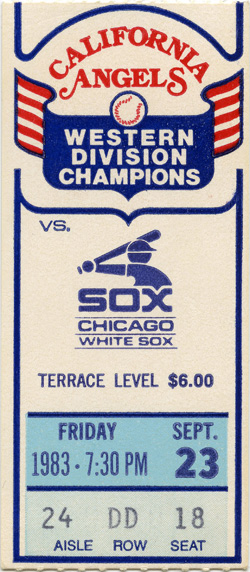 CALIFORNIA
ANGELS
WESTERN
DIVISION
CHAMPIONS
VS.
SOX
CHICAGO
WHITE SOX
TERRACE LEVEL $6.00
FRIDAY SEPT.
1983 • 7:30 PM 23
24 DD 18
AISLE ROW SEAT